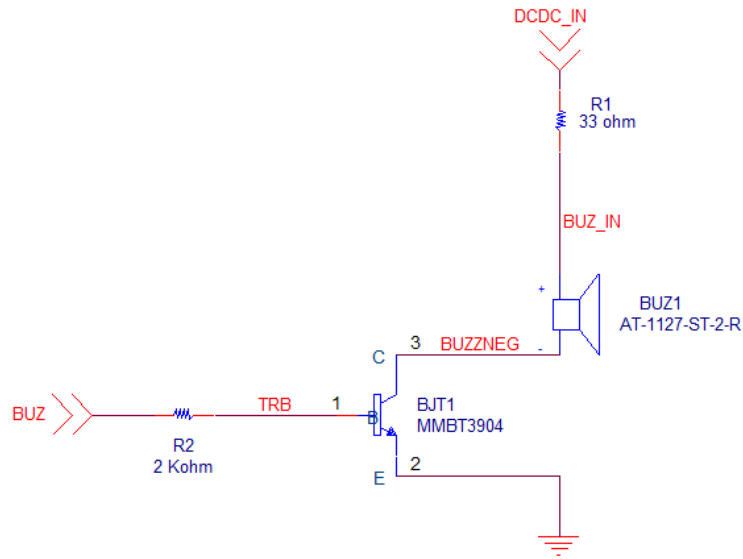 DCDC_IN
R1
33 ohm
BUZ_IN
+
BUZ1
AT-1127-ST-2-R
-
3
BUZZNEG
C
BUZ
R2
2 Kohm
TRB
1
B
BJT1
MMBT3904
2
E